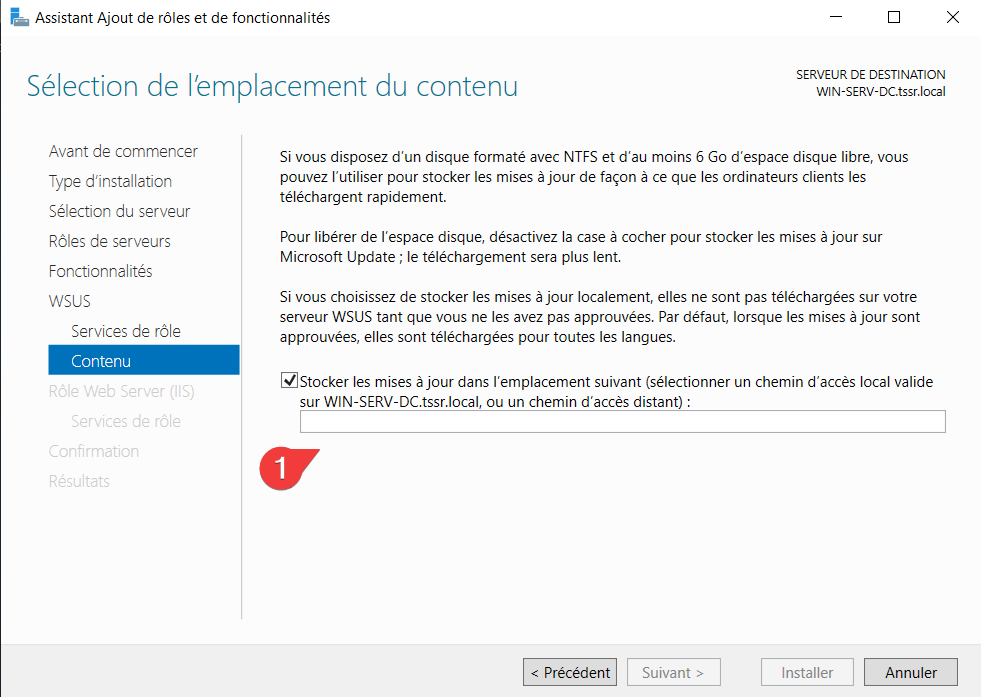 Assistant Ajout de rôles et de fonctionnalités
Sélection de l'emplacement du contenu
SERVEUR DE DESTINATION
WIN-SERV-DC.tssr.local
Avant de commencer
Type d'installation
Sélection du serveur
Rôles de serveurs
Fonctionnalités
WSUS
Services de rôle
Contenu
Rôle Web Server (IIS)
Services de rôle
Confirmation
Résultats
Si vous disposez d'un disque formaté avec NTFS et d'au moins 6 Go d'espace disque libre, vous
pouvez l'utiliser pour stocker les mises à jour de façon à ce que les ordinateurs clients les
téléchargent rapidement.
Pour libérer de l'espace disque, désactivez la case à cocher pour stocker les mises à jour sur
Microsoft Update ; le téléchargement sera plus lent.
Si vous choisissez de stocker les mises à jour localement, elles ne sont pas téléchargées sur votre
serveur WSUS tant que vous ne les avez pas approuvées. Par défaut, lorsque les mises à jour sont
approuvées, elles sont téléchargées pour toutes les langues.
Stocker les mises à jour dans l'emplacement suivant (sélectionner un chemin d'accès local valide
sur WIN-SERV-DC.tssr.local, ou un chemin d'accès distant) :
1
< Précédent
Suivant >
Installer
Annuler